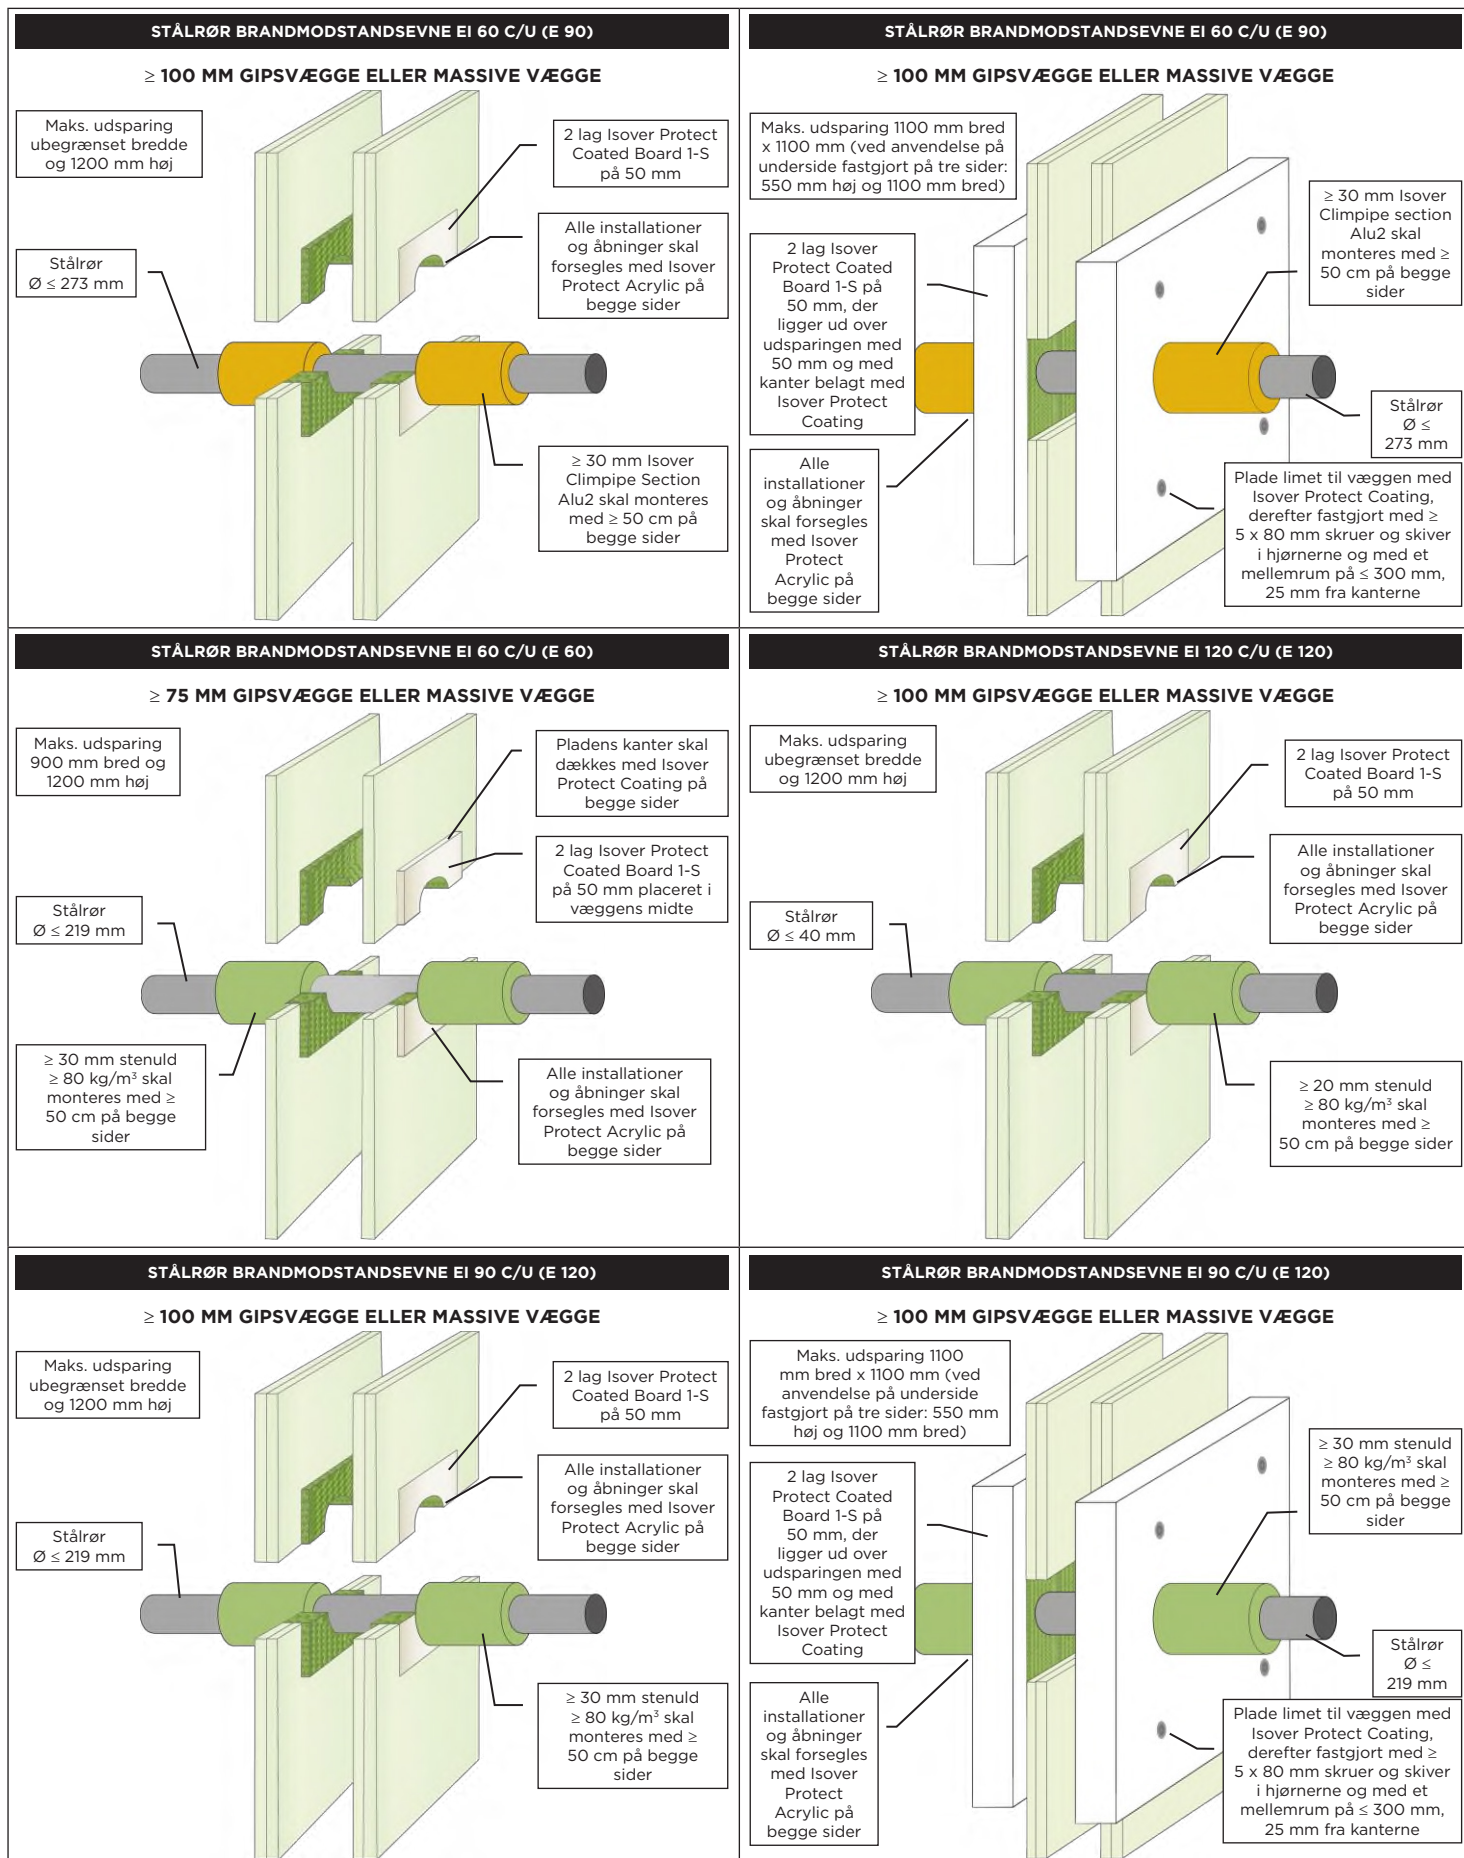 STÅLRØR BRANDMODSTANDSEVNE EI 60 C/U (E 90)
≥ 100 MM GIPSVÆGGE ELLER MASSIVE VÆGGE
Maks. udsparing
ubegrænset bredde
og 1200 mm høj
2 lag Isover Protect
Coated Board 1-S
på 50 mm
Alle installationer
og åbninger skal
forsegles med Isover
Protect Acrylic på
begge sider
Stålrør
Ø ≤ 273 mm
≥ 30 mm Isover
Climpipe Section
Alu2 skal monteres
med ≥ 50 cm på
begge sider
STÅLRØR BRANDMODSTANDSEVNE EI 60 C/U (E 90)
≥ 100 MM GIPSVÆGGE ELLER MASSIVE VÆGGE
Maks. udsparing 1100 mm bred
x 1100 mm (ved anvendelse på
underside fastgjort på tre sider:
550 mm høj og 1100 mm bred)
≥ 30 mm Isover
Climpipe section
Alu2 skal
monteres med ≥
50 cm på begge
sider
2 lag Isover
Protect Coated
Board 1-S på
50 mm, der
ligger ud over
udsparingen med
50 mm og med
kanter belagt med
Isover Protect
Coating
Stålrør
Ø ≤
273 mm
Alle
installationer
og åbninger
skal forsegles
med Isover
Protect
Acrylic på
begge sider
Plade limet til væggen med
Isover Protect Coating,
derefter fastgjort med ≥
5 x 80 mm skruer og skiver
i hjørnerne og med et
mellemrum på ≤ 300 mm,
25 mm fra kanterne
STÅLRØR BRANDMODSTANDSEVNE EI 60 C/U (E 60)
≥ 75 MM GIPSVÆGGE ELLER MASSIVE VÆGGE
Maks. udsparing
900 mm bred og
1200 mm høj
Pladens kanter skal
dækkes med Isover
Protect Coating på
begge sider
2 lag Isover Protect
Coated Board 1-S
på 50 mm placeret i
væggens midte
Stålrør
Ø ≤ 219 mm
≥ 30 mm stenuld
≥ 80 kg/m³ skal
monteres med ≥
50 cm på begge
sider
Alle installationer
og åbninger skal
forsegles med Isover
Protect Acrylic på
begge sider
STÅLRØR BRANDMODSTANDSEVNE EI 120 C/U (E 120)
≥ 100 MM GIPSVÆGGE ELLER MASSIVE VÆGGE
Maks. udsparing
ubegrænset bredde
og 1200 mm høj
2 lag Isover Protect
Coated Board 1-S
på 50 mm
Alle installationer
og åbninger skal
forsegles med Isover
Protect Acrylic på
begge sider
Stålrør
Ø ≤ 40 mm
≥ 20 mm stenuld
≥ 80 kg/m³ skal
monteres med ≥
50 cm på begge sider
STÅLRØR BRANDMODSTANDSEVNE EI 90 C/U (E 120)
≥ 100 MM GIPSVÆGGE ELLER MASSIVE VÆGGE
Maks. udsparing
ubegrænset bredde
og 1200 mm høj
2 lag Isover Protect
Coated Board 1-S
på 50 mm
Alle installationer
og åbninger skal
forsegles med Isover
Protect Acrylic på
begge sider
Stålrør
Ø ≤ 219 mm
≥ 30 mm stenuld
≥ 80 kg/m³ skal
monteres med ≥
50 cm på begge
sider
STÅLRØR BRANDMODSTANDSEVNE EI 90 C/U (E 120)
≥ 100 MM GIPSVÆGGE ELLER MASSIVE VÆGGE
Maks. udsparing 1100
mm bred x 1100 mm (ved
anvendelse på underside
fastgjort på tre sider: 550 mm
høj og 1100 mm bred)
≥ 30 mm stenuld
≥ 80 kg/m³ skal
monteres med ≥
50 cm på begge
sider
2 lag Isover
Protect Coated
Board 1-S på
50 mm, der
ligger ud over
udsparingen med
50 mm og med
kanter belagt med
Isover Protect
Coating
Stålrør
Ø ≤
219 mm
Alle
installationer
og åbninger
skal forsegles
med Isover
Protect
Acrylic på
begge sider
Plade limet til væggen med
Isover Protect Coating,
derefter fastgjort med ≥
5 x 80 mm skruer og skiver
i hjørnerne og med et
mellemrum på ≤ 300 mm,
25 mm fra kanterne